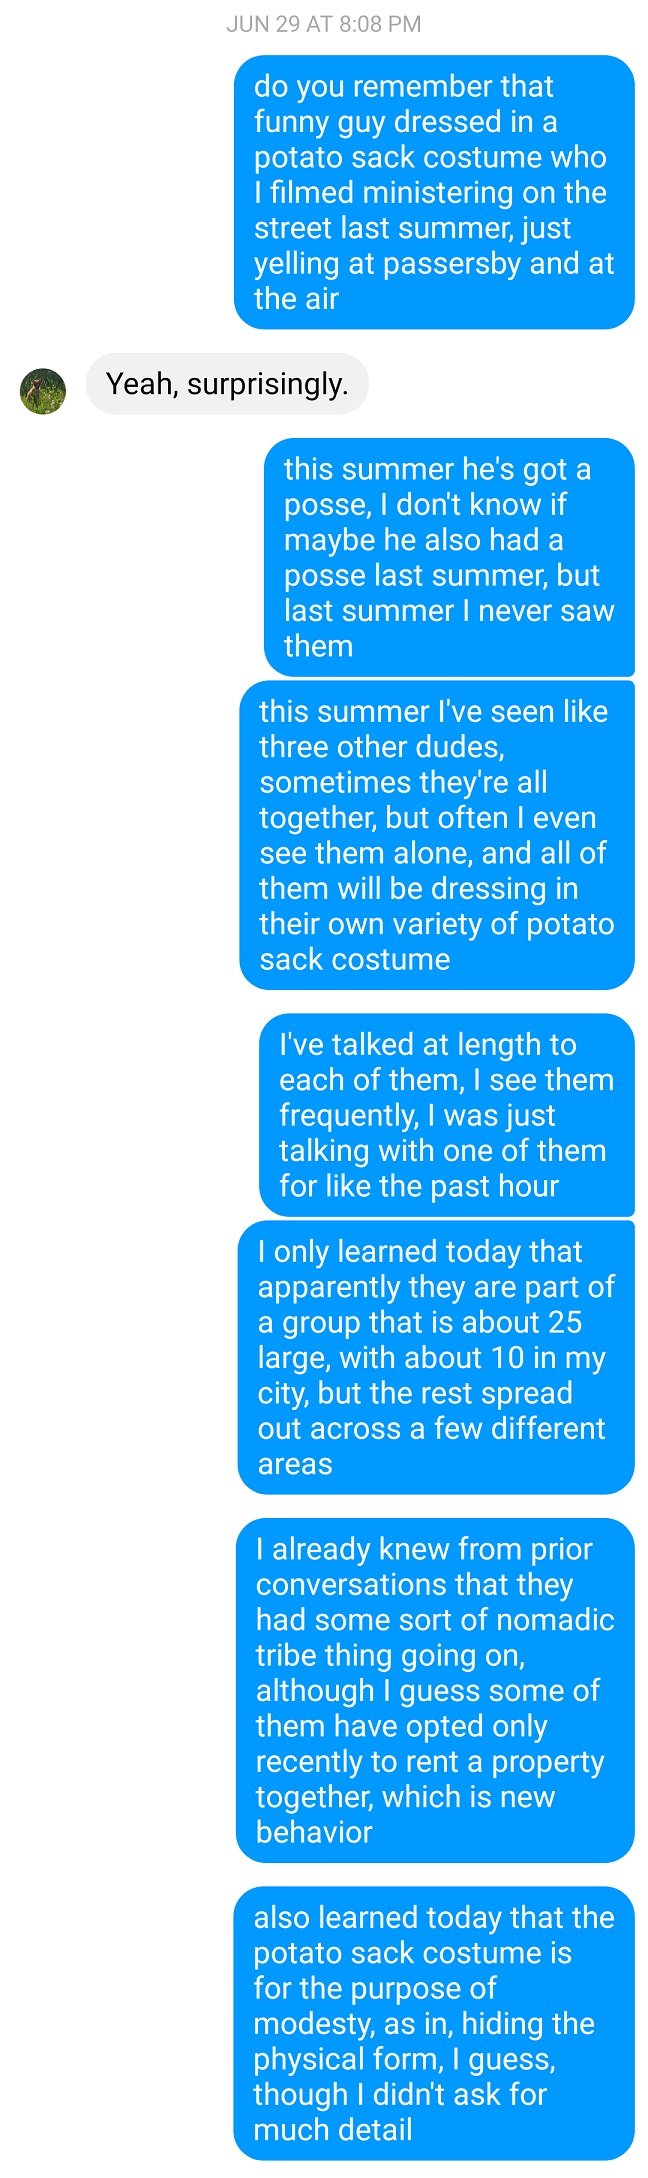 JUN 29 AT 8:08 PM
do you remember that
funny guy dressed in a
potato sack costume who
I filmed ministering on the
street last summer, just
yelling at passersby and at
the air
Yeah, surprisingly.
this summer he's got a
posse, I don't know if
maybe he also had a
posse last summer, but
last summer I never saw
them
this summer I've seen like
three other dudes,
sometimes they're all
together, but often I even
see them alone, and all of
them will be dressing in
their own variety of potato
sack costume
I've talked at length to
each of them, I see them
frequently, I was just
talking with one of them
for like the past hour
I only learned today that
apparently they are part of
a group that is about 25
large, with about 10 in my
city, but the rest spread
out across a few different
areas
I already knew from prior
conversations that they
had some sort of nomadic
tribe thing going on,
although I guess some of
them have opted only
recently to rent a property
together, which is new
behavior
also learned today that the
potato sack costume is
for the purpose of
modesty, as in, hiding the
physical form, I guess,
though I didn't ask for
much detail